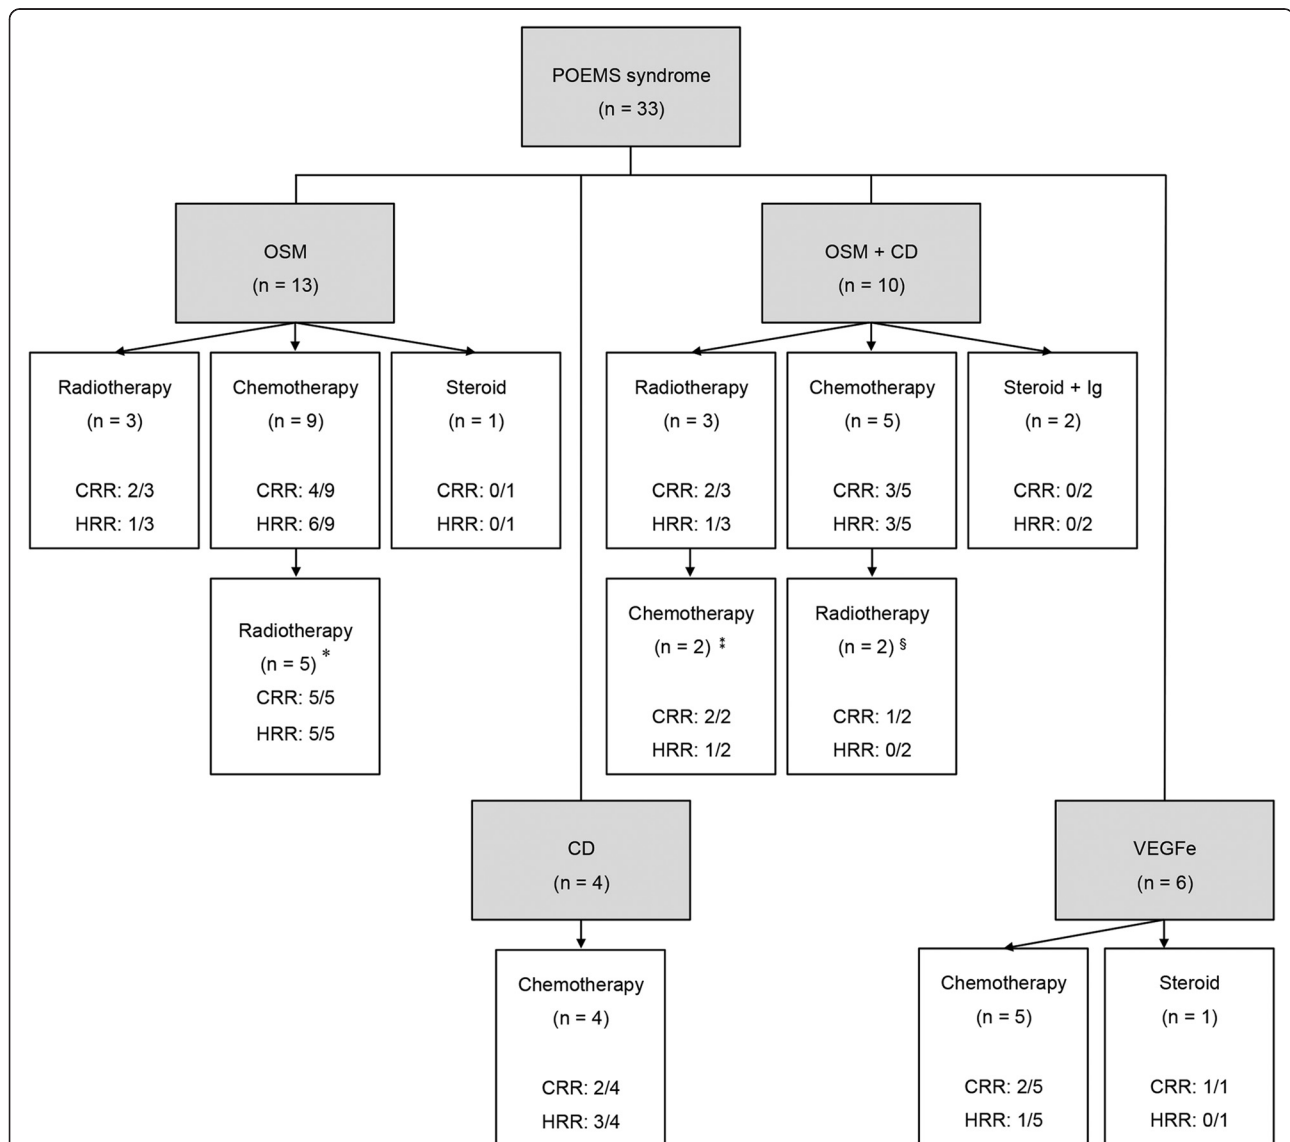 POEMS syndrome
(n = 33)
OSM
(n = 13)
OSM + CD
(n = 10)
Radiotherapy
(n = 3)
CRR: 2/3
HRR: 1/3
Chemotherapy
(n = 9)
CRR: 4/9
HRR: 6/9
Steroid
(n = 1)
CRR: 0/1
HRR: 0/1
Radiotherapy
(n = 3)
CRR: 2/3
HRR: 1/3
Chemotherapy
(n = 5)
CRR: 3/5
HRR: 3/5
Steroid + Ig
(n = 2)
CRR: 0/2
HRR: 0/2
Radiotherapy
(n = 5) *
CRR: 5/5
HRR: 5/5
Chemotherapy
(n = 2) ⁑
CRR: 2/2
HRR: 1/2
Radiotherapy
(n = 2) §
CRR: 1/2
HRR: 0/2
CD
(n = 4)
VEGFe
(n = 6)
Chemotherapy
(n = 4)
CRR: 2/4
HRR: 3/4
Chemotherapy
(n = 5)
CRR: 2/5
HRR: 1/5
Steroid
(n = 1)
CRR: 1/1
HRR: 0/1